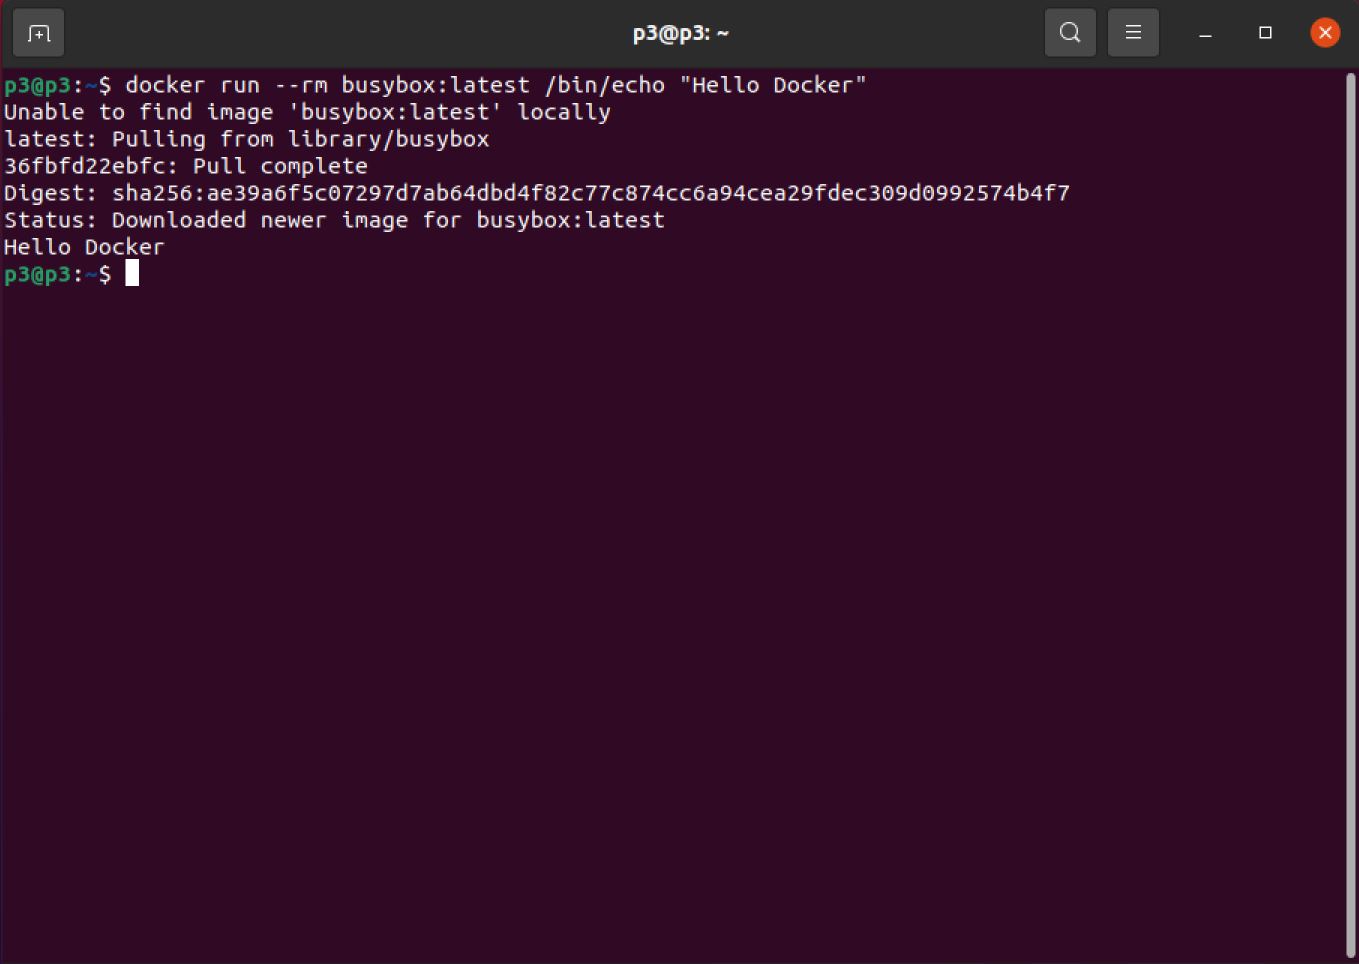 p3@p3: ~
p3@p3:~$ docker run --rm busybox:latest /bin/echo "Hello Docker"
Unable to find image 'busybox:latest' locally
latest: Pulling from library/busybox
36fbfd22ebfc: Pull complete
Digest: sha256:ae39a6f5c07297d7ab64dbd4f82c77c874cc6a94cea29fdec309d0992574b4f7
Status: Downloaded newer image for busybox:latest
Hello Docker
p3@p3:~$